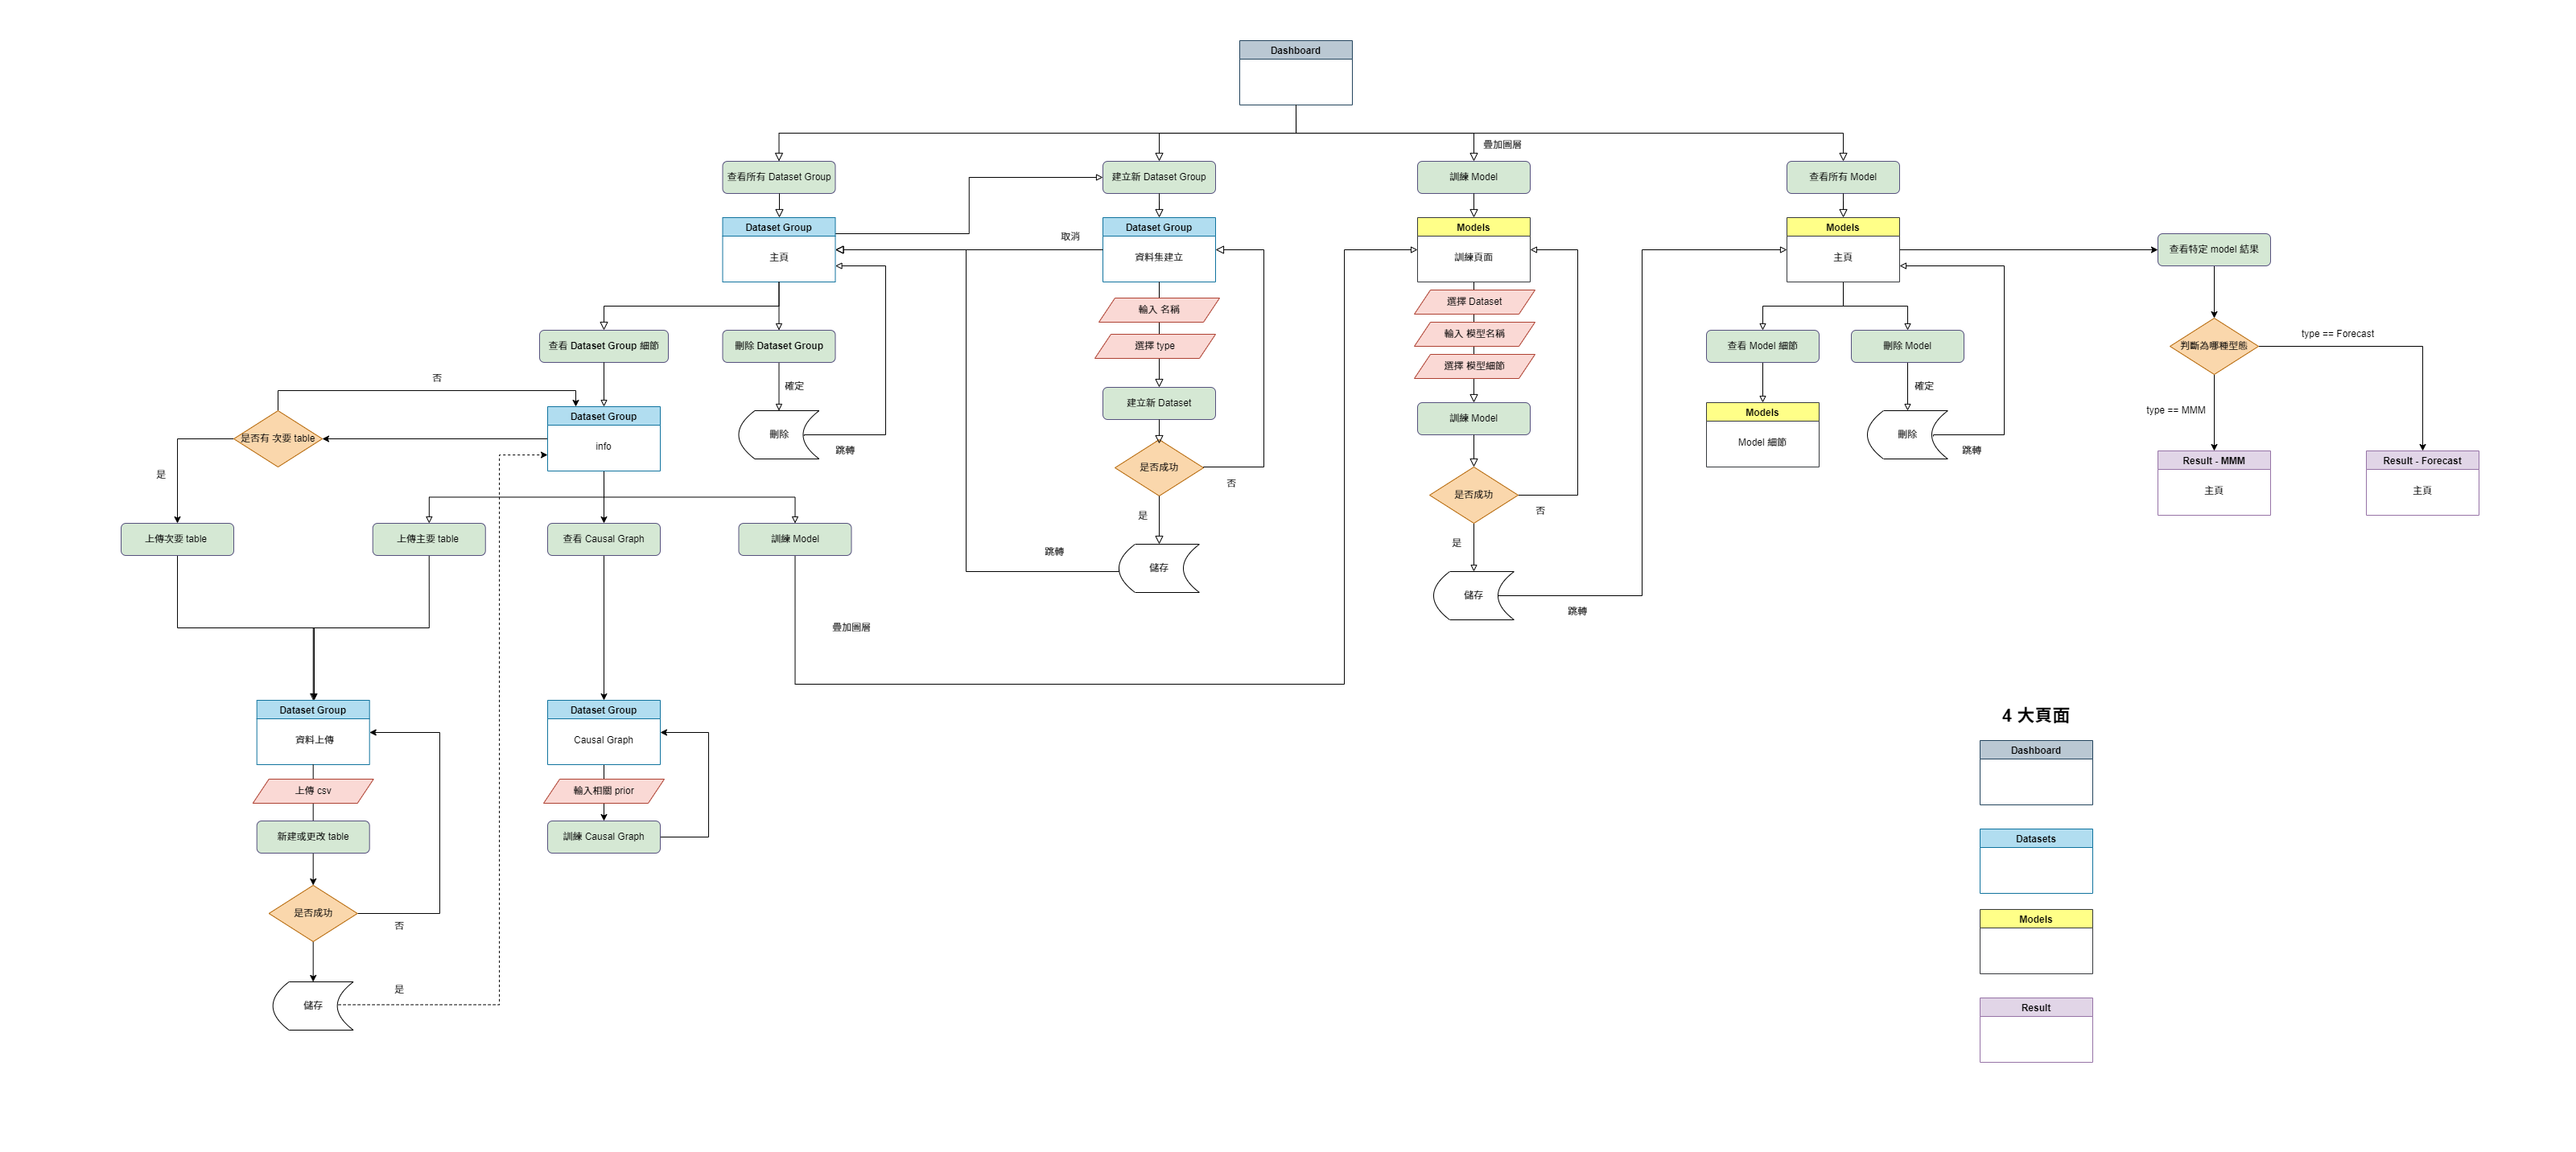 Dashboard
疊加圖層
查看所有 Dataset Group
建立新 Dataset Group
訓練 Model
查看所有 Model
Dataset Group
主頁
取消
Dataset Group
資料集建立
Models
訓練頁面
Models
主頁
查看特定 model 結果
輸入 名稱
選擇 type
選擇 Dataset
輸入 模型名稱
選擇 模型細節
查看 Dataset Group 細節
刪除 Dataset Group
查看 Model 細節
刪除 Model
判斷為哪種型態
type == Forecast
type == MMM
否
確定
確定
是否有 次要 table
Dataset Group
info
刪除
跳轉
建立新 Dataset
訓練 Model
Models
Model 細節
刪除
跳轉
Result - MMM
主頁
Result - Forecast
主頁
是
是否成功
否
是
是否成功
否
是
上傳次要 table
上傳主要 table
查看 Causal Graph
訓練 Model
跳轉
儲存
儲存
跳轉
疊加圖層
Dataset Group
資料上傳
Dataset Group
Causal Graph
上傳 csv
輸入相關 prior
新建或更改 table
訓練 Causal Graph
是否成功
否
是
儲存
4 大頁面
Dashboard
Datasets
Models
Result